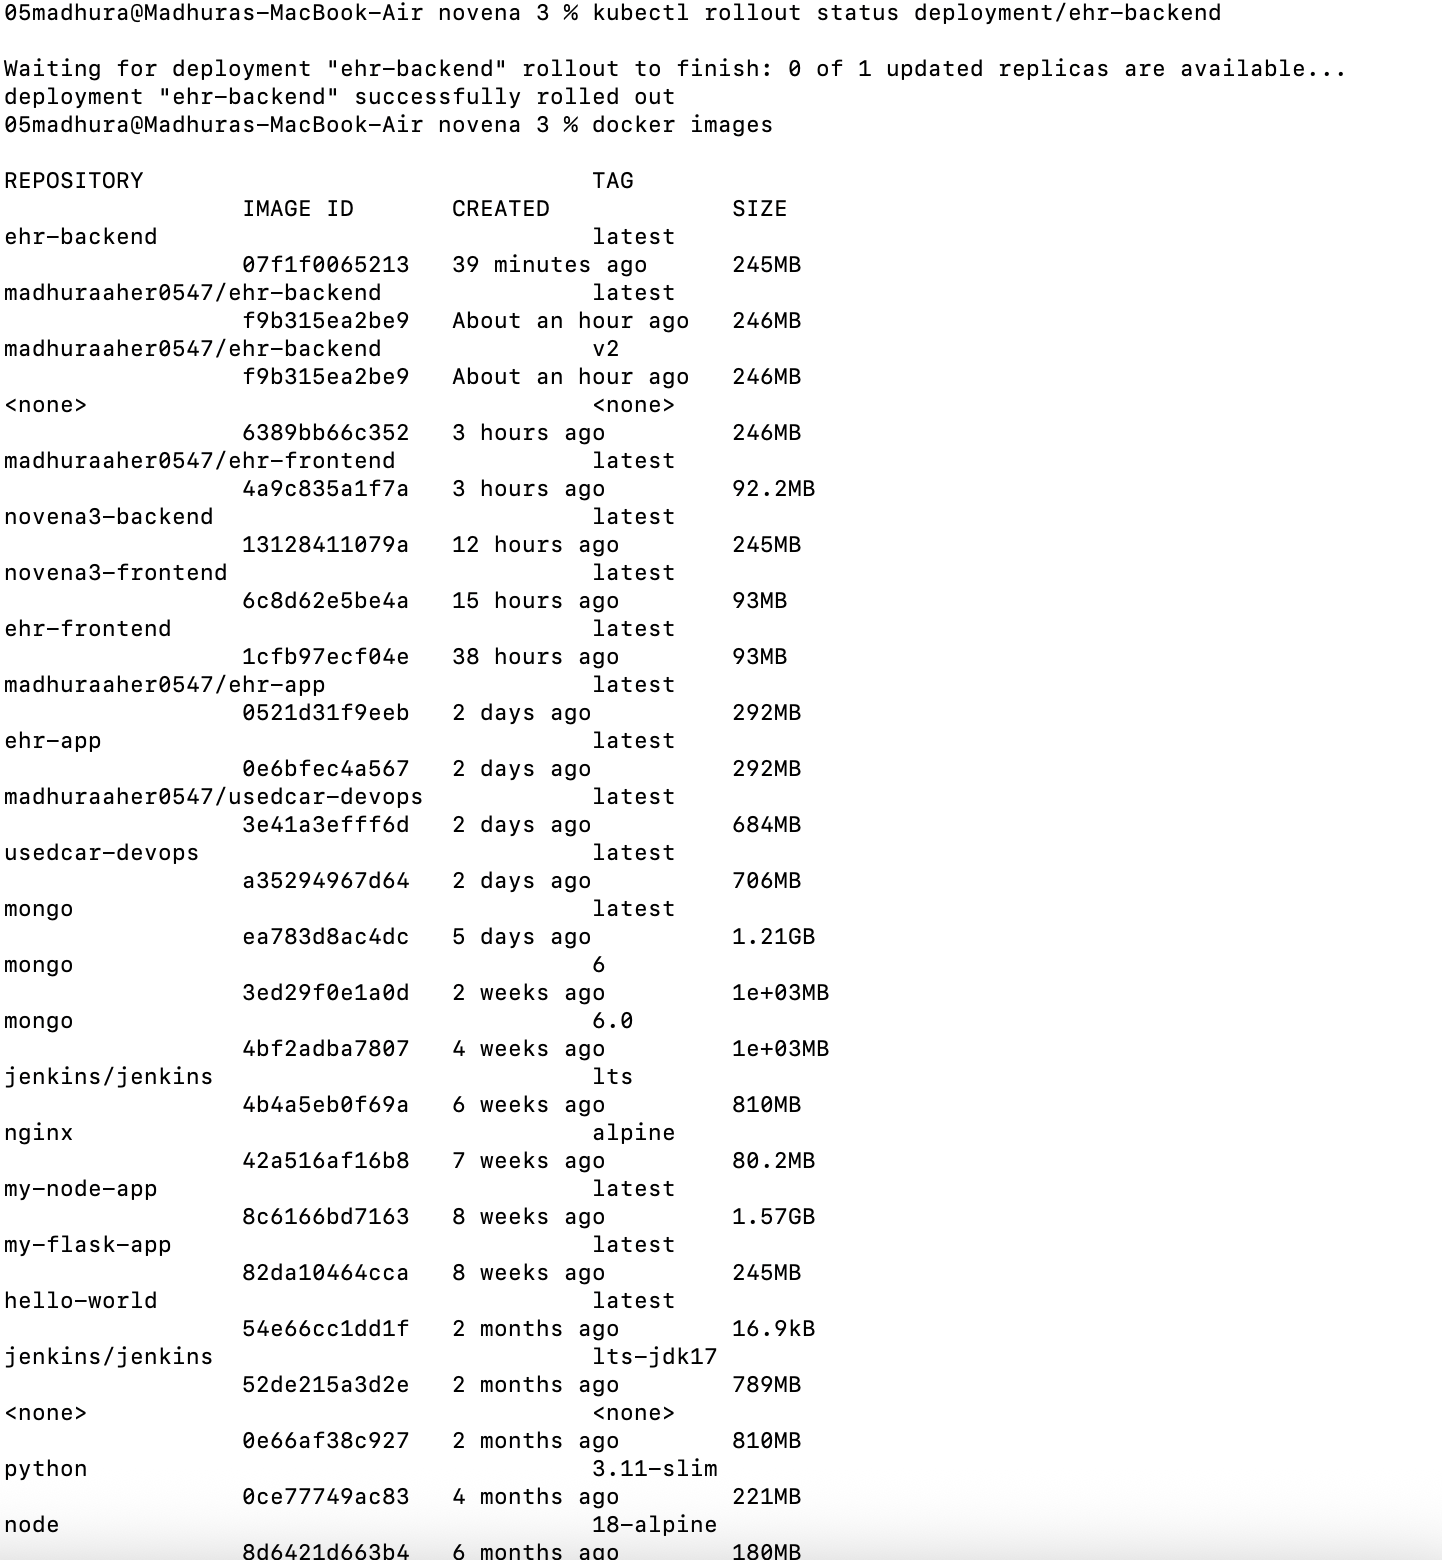 05madhura@Madhuras-MacBook-Air novena 3 % kubectl rollout status deployment/ehr-backend
Waiting for deployment "ehr-backend" rollout to finish: 0 of 1 updated replicas are available...
deployment "ehr-backend" successfully rolled out
05madhura@Madhuras-MacBook-Air novena 3 % docker images
REPOSITORY TAG
IMAGE ID CREATED SIZE
ehr-backend latest
07f1f0065213 39 minutes ago 245MB
madhuraaher0547/ehr-backend latest
f9b315ea2be9 About an hour ago 246MB
madhuraaher0547/ehr-backend v2
f9b315ea2be9 About an hour ago 246MB
<none> <none>
6389bb66c352 3 hours ago 246MB
madhuraaher0547/ehr-frontend latest
4a9c835a1f7a 3 hours ago 92.2MB
novena3-backend latest
13128411079a 12 hours ago 245MB
novena3-frontend latest
6c8d62e5be4a 15 hours ago 93MB
ehr-frontend latest
1cfb97ecf04e 38 hours ago 93MB
madhuraaher0547/ehr-app latest
0521d31f9eeb 2 days ago 292MB
ehr-app latest
0e6bfec4a567 2 days ago 292MB
madhuraaher0547/usedcar-devops latest
3e41a3efff6d 2 days ago 684MB
usedcar-devops latest
a35294967d64 2 days ago 706MB
mongo latest
ea783d8ac4dc 5 days ago 1.21GB
mongo 6
3ed29f0e1a0d 2 weeks ago 1e+03MB
mongo 6.0
4bf2adba7807 4 weeks ago 1e+03MB
jenkins/jenkins lts
4b4a5eb0f69a 6 weeks ago 810MB
nginx alpine
42a516af16b8 7 weeks ago 80.2MB
my-node-app latest
8c6166bd7163 8 weeks ago 1.57GB
my-flask-app latest
82da10464cca 8 weeks ago 245MB
hello-world latest
54e66cc1dd1f 2 months ago 16.9kB
jenkins/jenkins lts-jdk17
52de215a3d2e 2 months ago 789MB
<none> <none>
0e66af38c927 2 months ago 810MB
python 3.11-slim
0ce77749ac83 4 months ago 221MB
node 18-alpine
8d6421d663b4 6 months ago 180MB